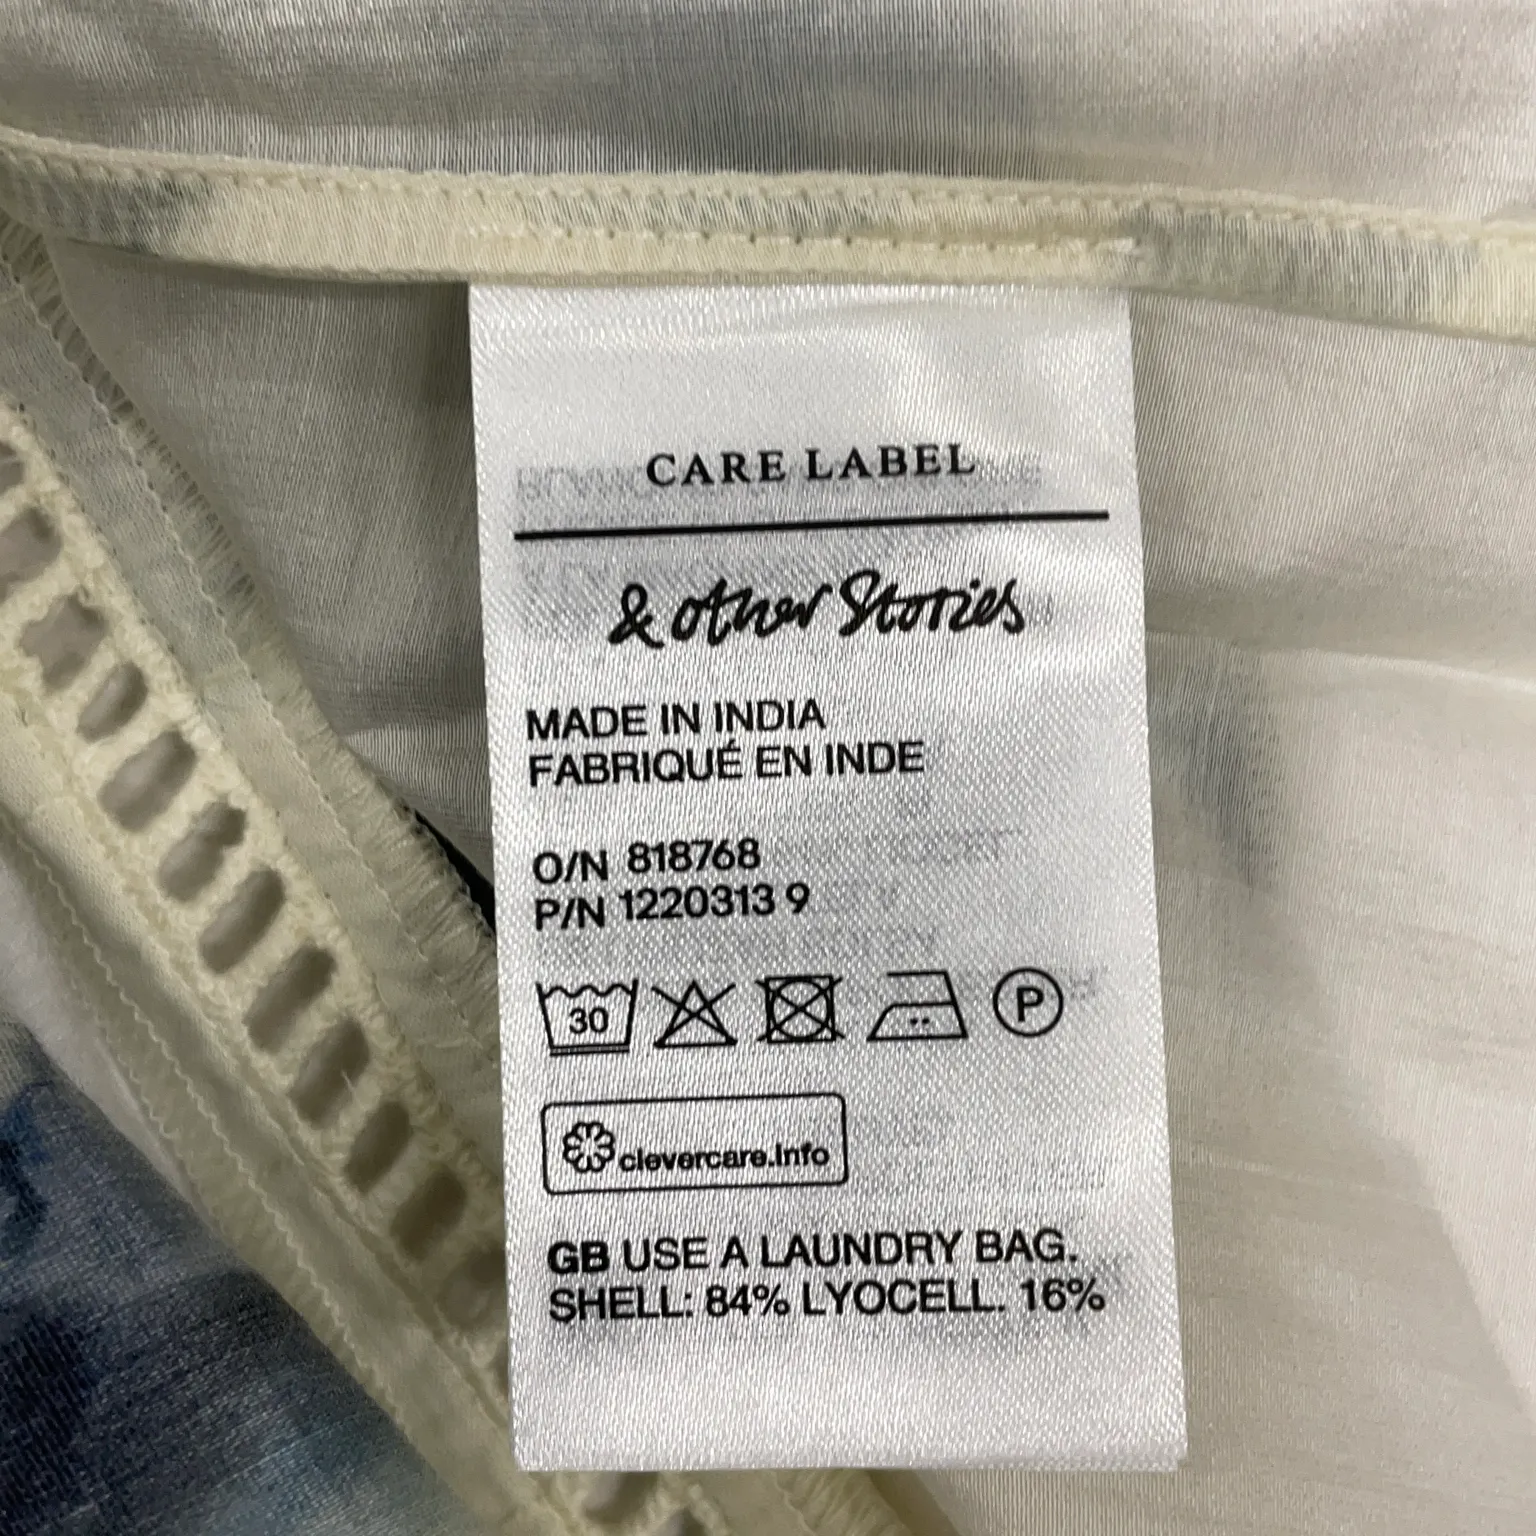 CARE LABEL
& other Stories
MADE IN INDIA
FABRIQUÉ EN INDE
O/N 818768
P/N 1220313 9
30
P
clevercare.info
GB USE A LAUNDRY BAG.
SHELL: 84% LYOCELL. 16%